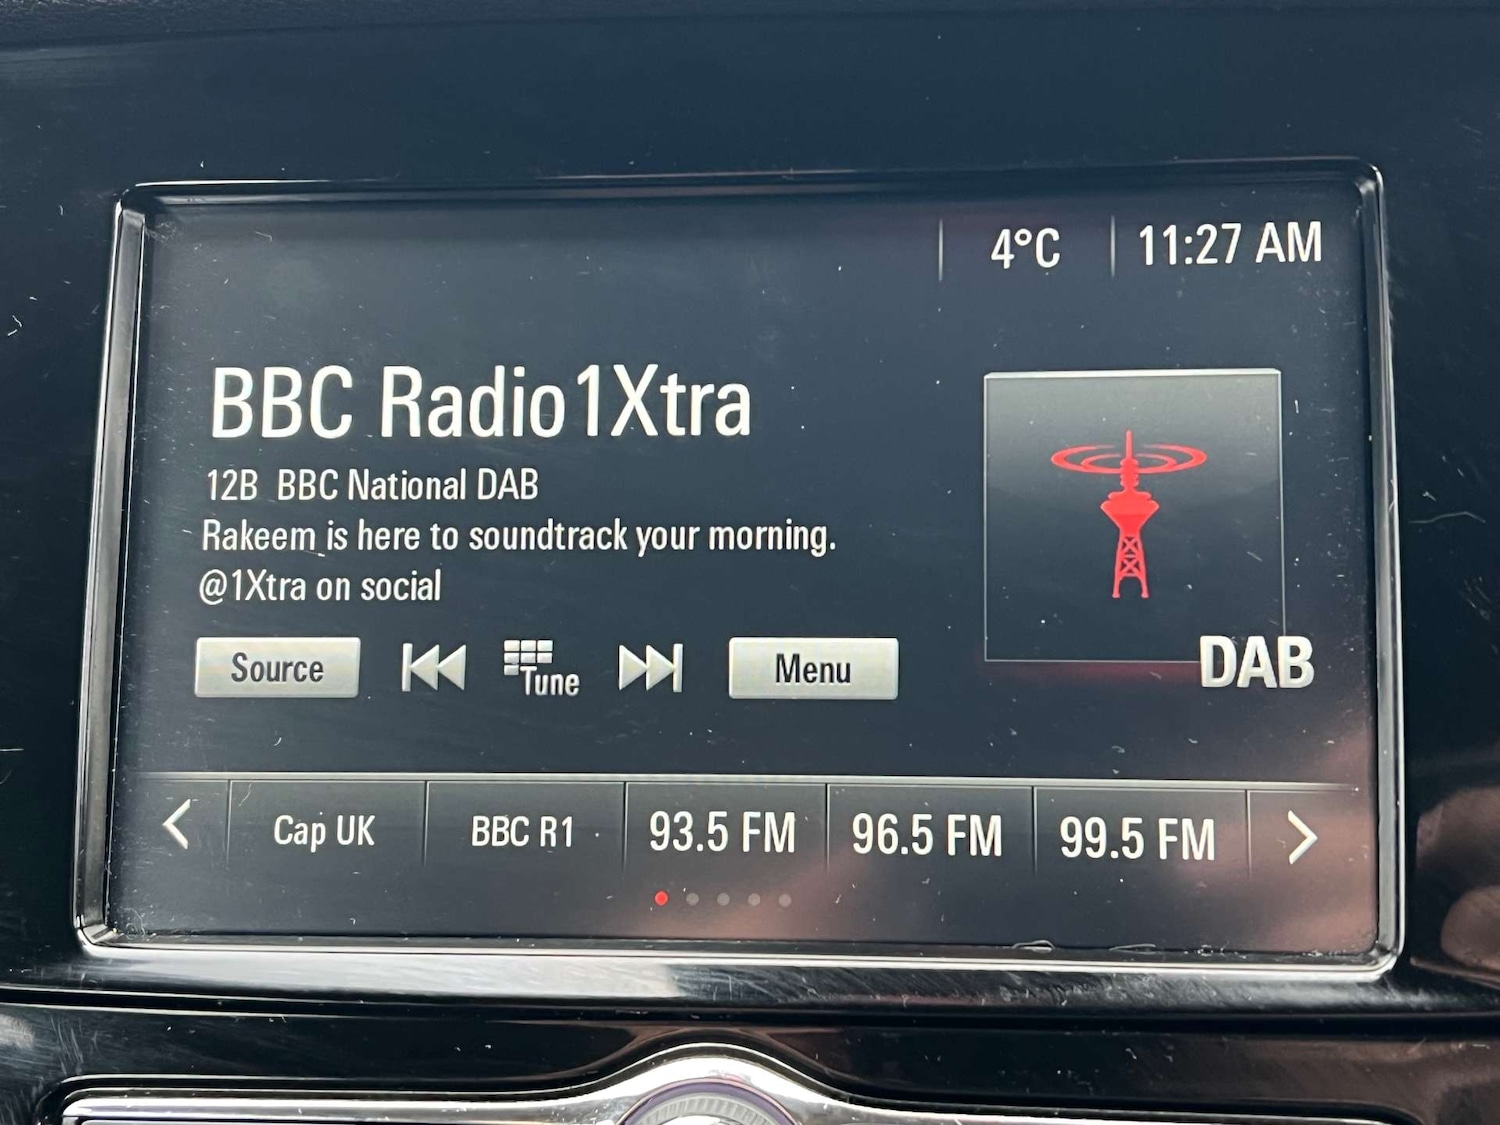 4°C 11:27 AM
BBC Radio1Xtra
12B BBC National DAB
Rakeem is here to soundtrack your morning.
@1Xtra on social
DAB
Source Tune Menu
Cap UK BBC R1 93.5 FM 96.5 FM 99.5 FM